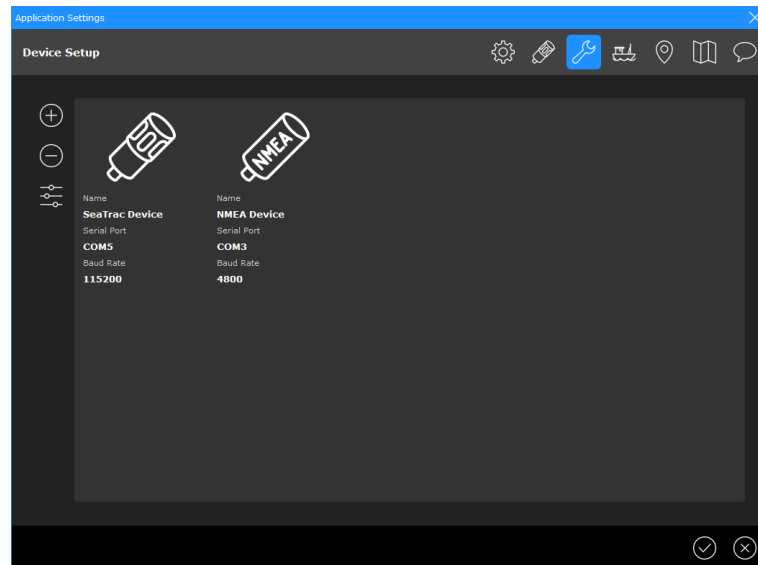 Application Settings
Device Setup
NMEA
Name
SeaTrac Device
Serial Port
COM5
Baud Rate
115200
Name
NMEA Device
Serial Port
COM3
Baud Rate
4800